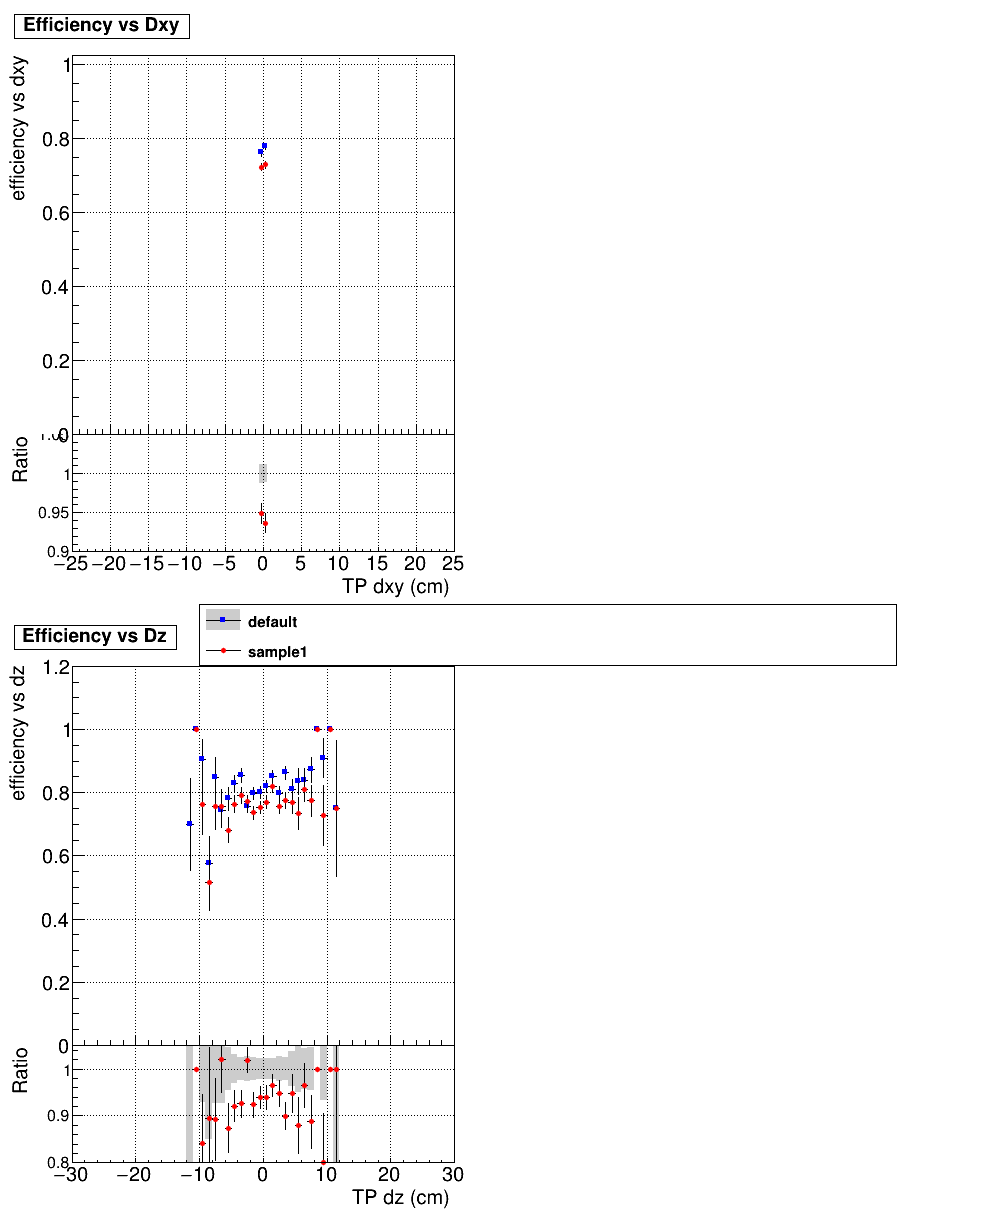 Efficiency vs Dxy
efficiency vs dxy
1
0.8
0.6
0.4
0.2
0
Ratio
1
0.95
0.9
−25 −20 −15 −10 −5 0 5 10 15 20 25
TP dxy (cm)
default
sample1
Efficiency vs Dz
efficiency vs dz
1.2
1
0.8
0.6
0.4
0.2
0
Ratio
1
0.9
0.8
−30 −20 −10 0 10 20 30
TP dz (cm)